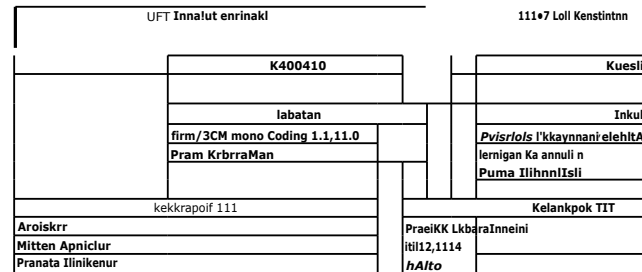 UFT Inna!ut enrinakl
111•7 Loll Kenstintnn
K400410
Kuesli
labatan
Inkul
firm/3CM mono Coding 1.1,11.0
Pvisrlols l'kkaynnani elehltA
Pram KrbrraMan
lernigan Ka annuli n
Puma IlihnnlIsli
kekkrapoif 111
Kelankpok TIT
Aroiskrr
PraeiKK LkbaraInneini
Mitten Apniclur
itil12,1114
Pranata Ilinikenur
hAlto